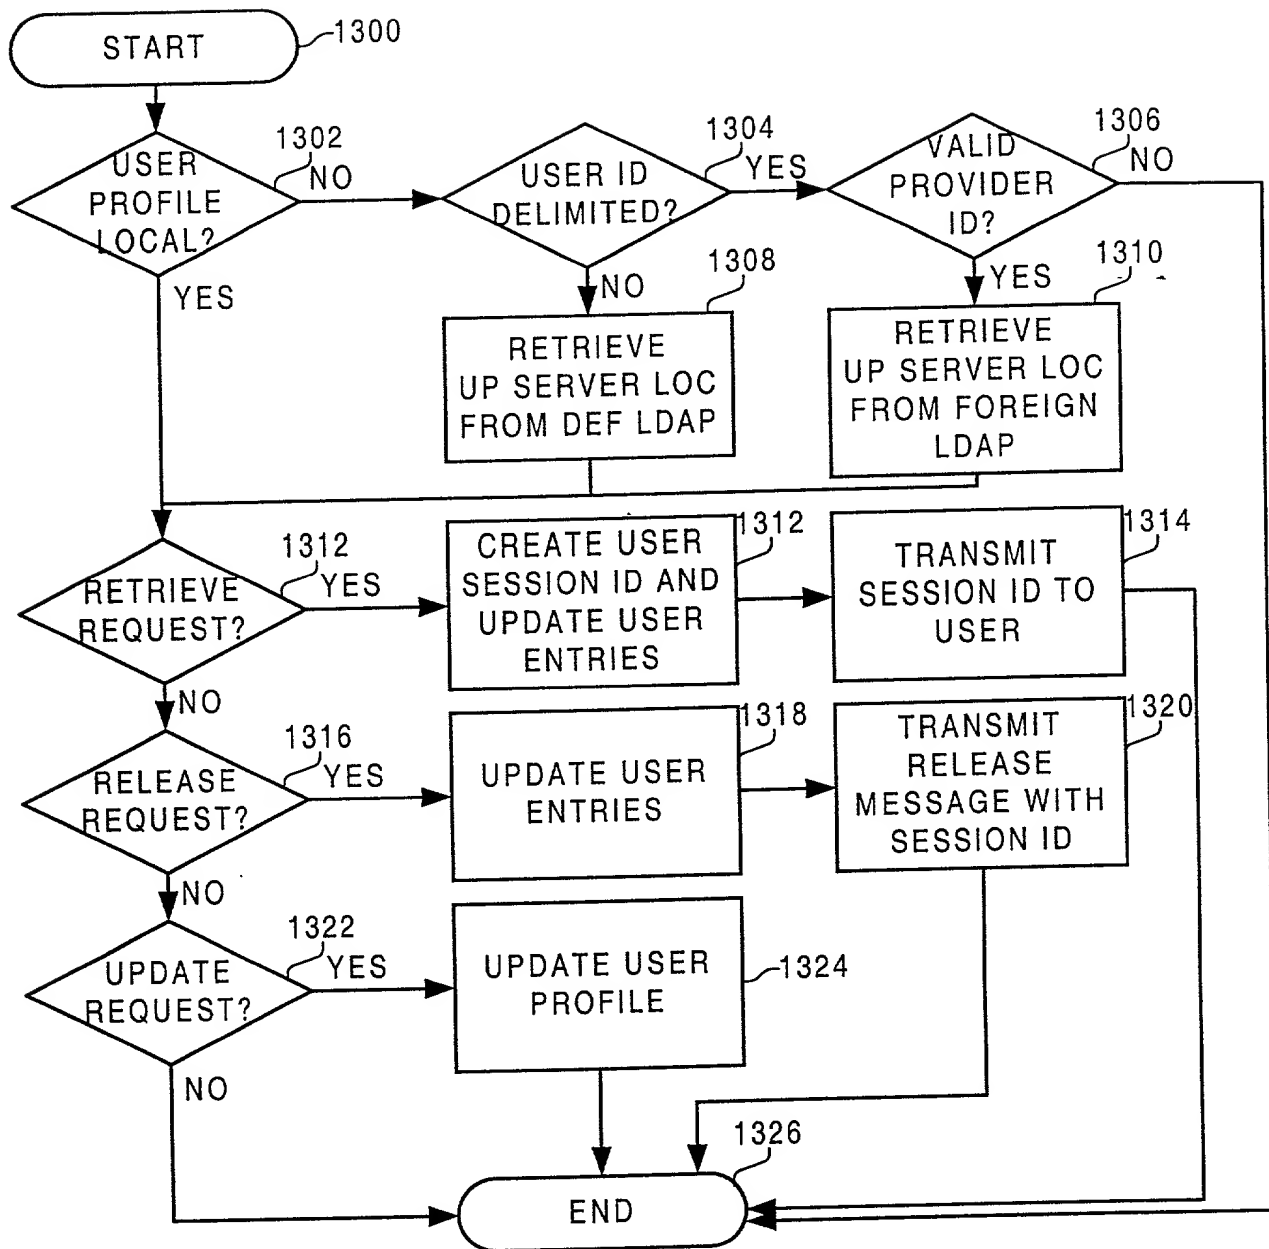 START
1300
USER
PROFILE
LOCAL?
1302
NO
YES
USER ID
DELIMITED?
1304
YES
NO
VALID
PROVIDER
ID?
1306
NO
YES
1308
RETRIEVE
UP SERVER LOC
FROM DEF LDAP
1310
RETRIEVE
UP SERVER LOC
FROM FOREIGN
LDAP
RETRIEVE
REQUEST?
1312
YES
NO
CREATE USER
SESSION ID AND
UPDATE USER
ENTRIES
1312
TRANSMIT
SESSION ID TO
USER
1314
RELEASE
REQUEST?
1316
YES
NO
UPDATE USER
ENTRIES
1318
TRANSMIT
RELEASE
MESSAGE WITH
SESSION ID
1320
UPDATE
REQUEST?
1322
YES
NO
UPDATE USER
PROFILE
1324
END
1326